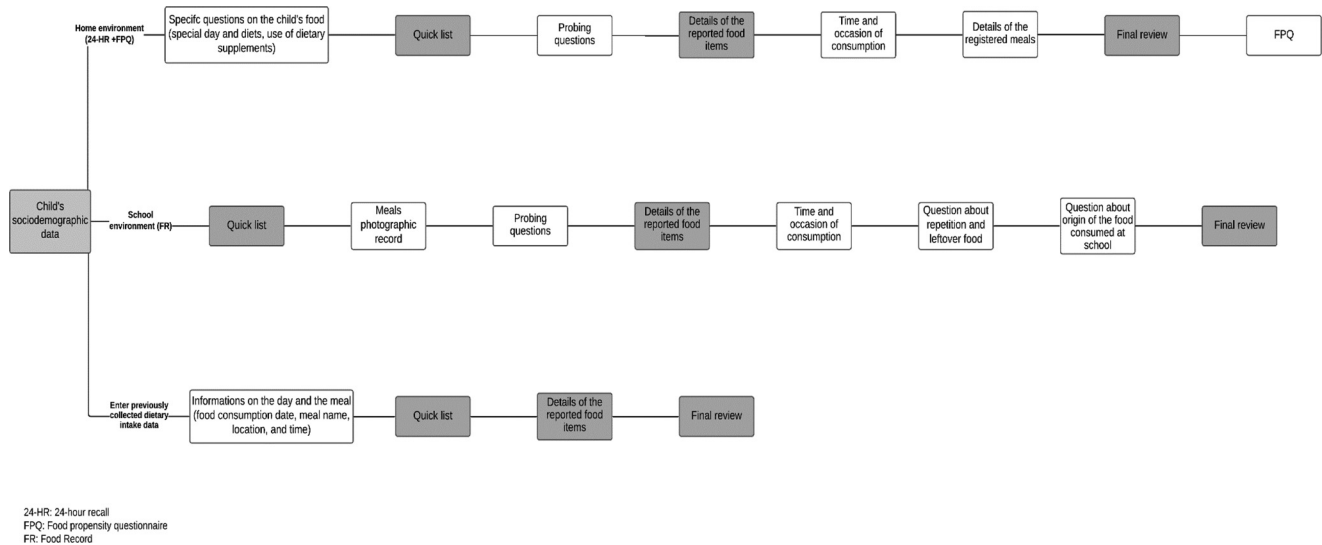 Home environment
(24-HR +FPQ)
Specifc questions on the child's food
(special day and diets, use of dietary
supplements)
Quick list
Probing
questions
Details of the
reported food
items
Time and
occasion of
consumption
Details of the
registered meals
Final review
FPQ
Child's
sociodemographic
data
School
environment (FR)
Quick list
Meals
photographic
record
Probing
questions
Details of the
reported food
items
Time and
occasion of
consumption
Question about
repetition and
leftover food
Question about
origin of the food
consumed at
school
Final review
Enter previously
collected dietary
intake data
Informations on the day and the meal
(food consumption date, meal name,
location, and time)
Quick list
Details of the
reported food
items
Final review
24-HR: 24-hour recall
FPQ: Food propensity questionnaire
FR: Food Record